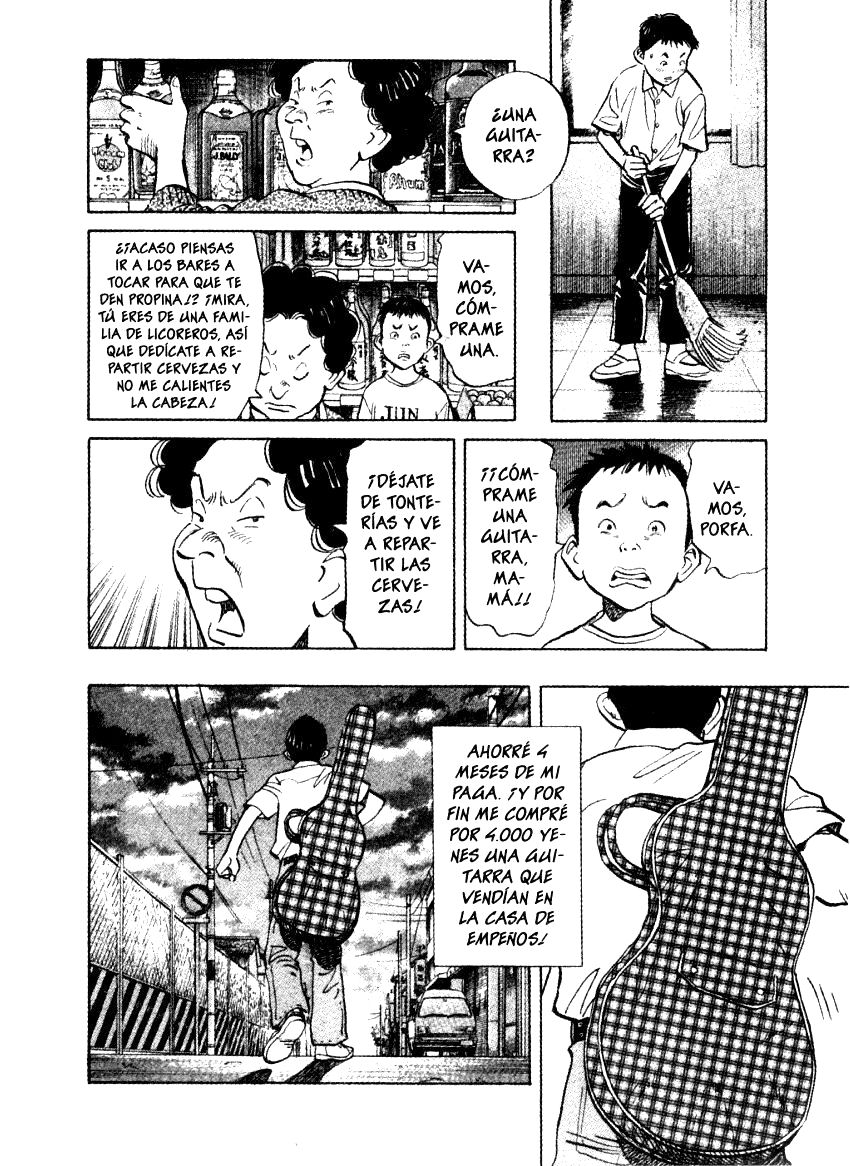 ¿UNA
GUITA-
RRA?
J. BALLY
Rhum
VA-
MOS,
CÓM-
PRAME
UNA.
¿¡ACASO PIENSAS
IR A LOS BARES A
TOCAR PARA QUE TE
DEN PROPINA!? ¡MIRA,
TÚ ERES DE UNA FAMI-
LIA DE LICOREROS, ASÍ
QUE DEDÍCATE A RE-
PARTIR CERVEZAS Y
NO ME CALIENTES
LA CABEZA!
JUN
VA-
MOS,
PORFA.
¡¡CÓM-
PRAME
UNA
GUITA-
RRA,
MA-
MÁ!!
¡DÉJATE
DE TONTE-
RÍAS Y VE
A REPAR-
TIR LAS
CERVE-
ZAS!
AHORRÉ 4
MESES DE MI
PAGA. ¡Y POR
FIN ME COMPRÉ
POR 4.000 YE-
NES UNA GUI-
TARRA QUE
VENDÍAN EN
LA CASA DE
EMPEÑOS!